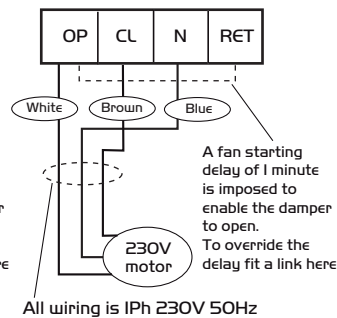 OP CL N RET
White Brown Blue
A fan starting
delay of 1 minute
is imposed to
enable the damper
to open.
To override the
delay fit a link here
230V
motor
All wiring is 1Ph 230V 50Hz